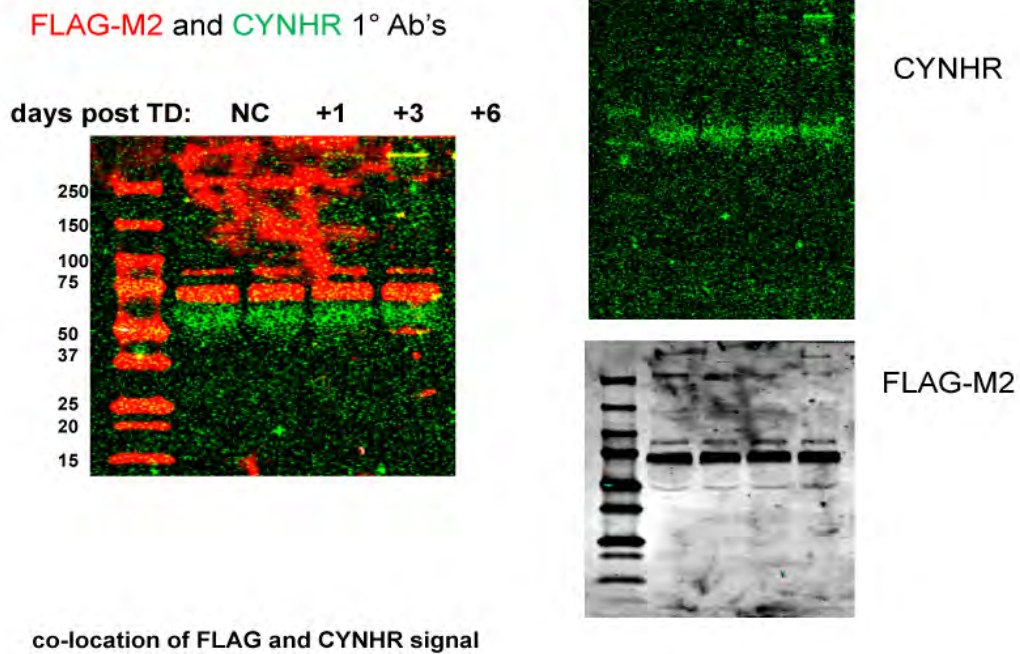 FLAG-M2 and CYNHR 1° Ab's
days post TD: NC +1 +3 +6
250
150
100
75
50
37
25
20
15
co-location of FLAG and CYNHR signal
CYNHR
FLAG-M2